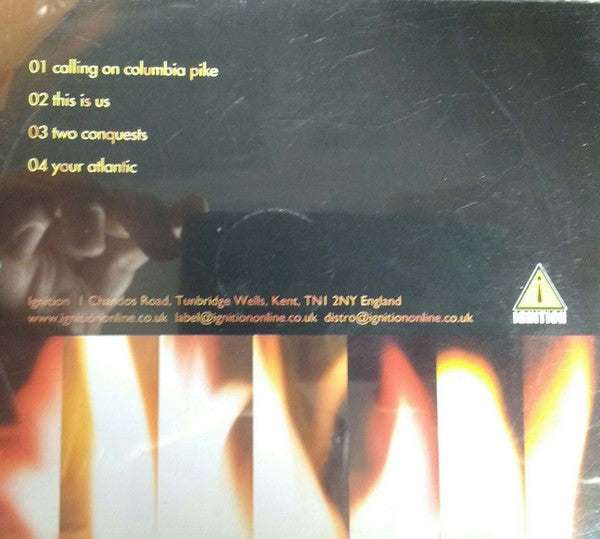 01 calling on columbia pike
02 this is us
03 two conquests
04 your atlantic
Ignition 1 Chandos Road, Tunbridge Wells, Kent, TN1 2NY England
www.ignitiononline.co.uk label@ignitiononline.co.uk distro@ignitiononline.co.uk
i
IGNITION